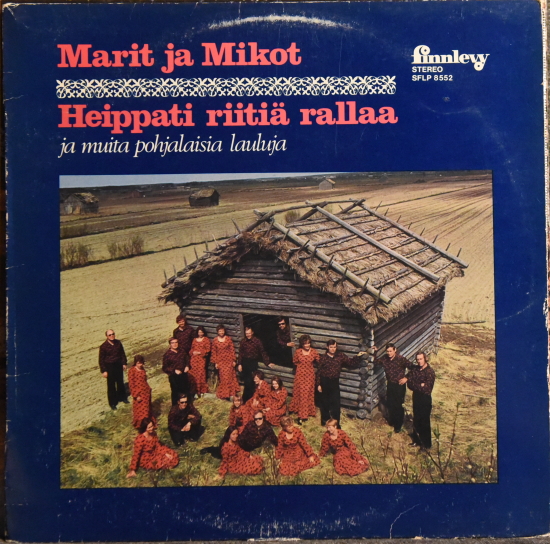 Marit ja Mikot
finnlevy
STEREO
SFLP 8552
Heippati riitiä rallaa
ja muita pohjalaisia lauluja